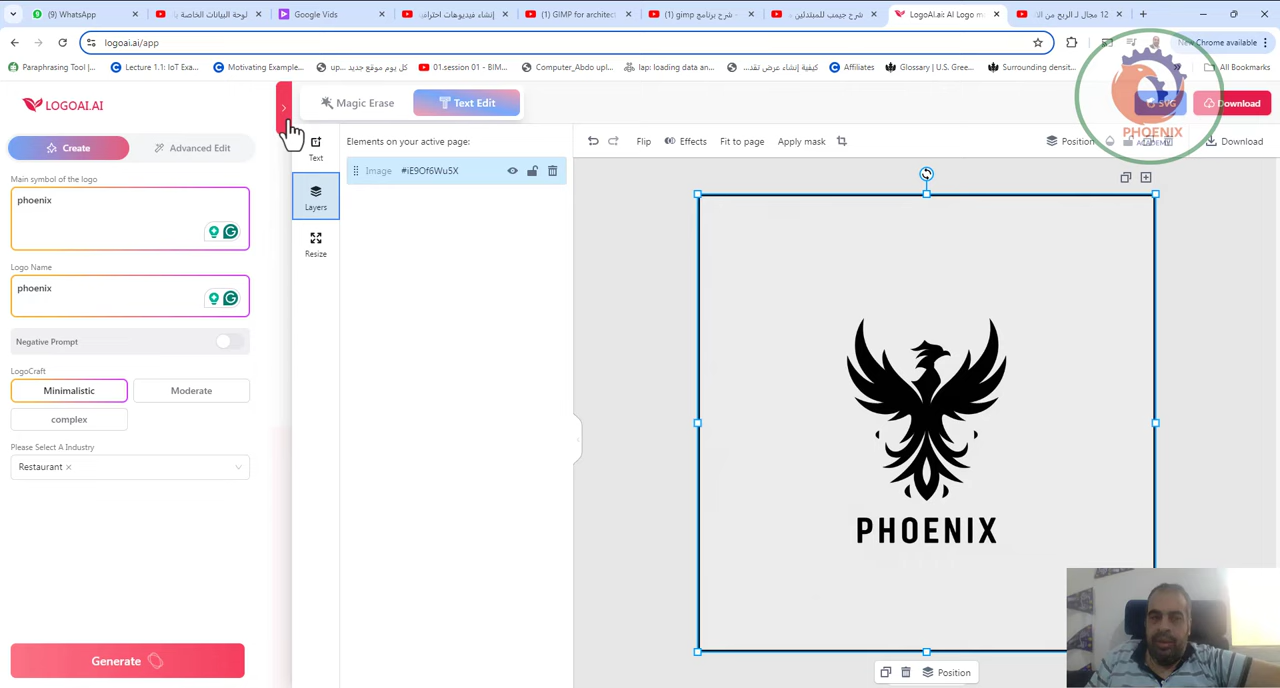 (9) WhatsApp
لوحة البيانات الخاصة با
Google Vids
إنشاء فيديوهات احترافي
(1) GIMP for architect
(1) gimp شرح برنامج -
شرح جيمب للمبتدئين -
LogoAI.ai: AI Logo m
12 مجال لـ الربح من الا
logoai.ai/app
New Chrome available
Paraphrasing Tool |...
Lecture 1.1: IoT Exam...
Motivating Example...
up... كل يوم موقع جديد
01.session 01 - BIM...
Computer_Abdo upl...
lap: loading data an...
كيفية إنشاء عرض تقد...
Affiliates
Glossary | U.S. Gree...
Surrounding densit...
All Bookmarks
LOGOAI.AI
Magic Erase
Text Edit
SVG
Download
PHOENIX
ACADEMY
Create
Advanced Edit
Text
Elements on your active page
Flip
Effects
Fit to page
Apply mask
Position
Download
Image
#iE9Of6Wu5X
Main symbol of the logo
phoenix
Layers
Resize
Logo Name
phoenix
Negative Prompt
LogoCraft
Minimalistic
Moderate
complex
Please Select A Industry
Restaurant
PHOENIX
Generate
Position